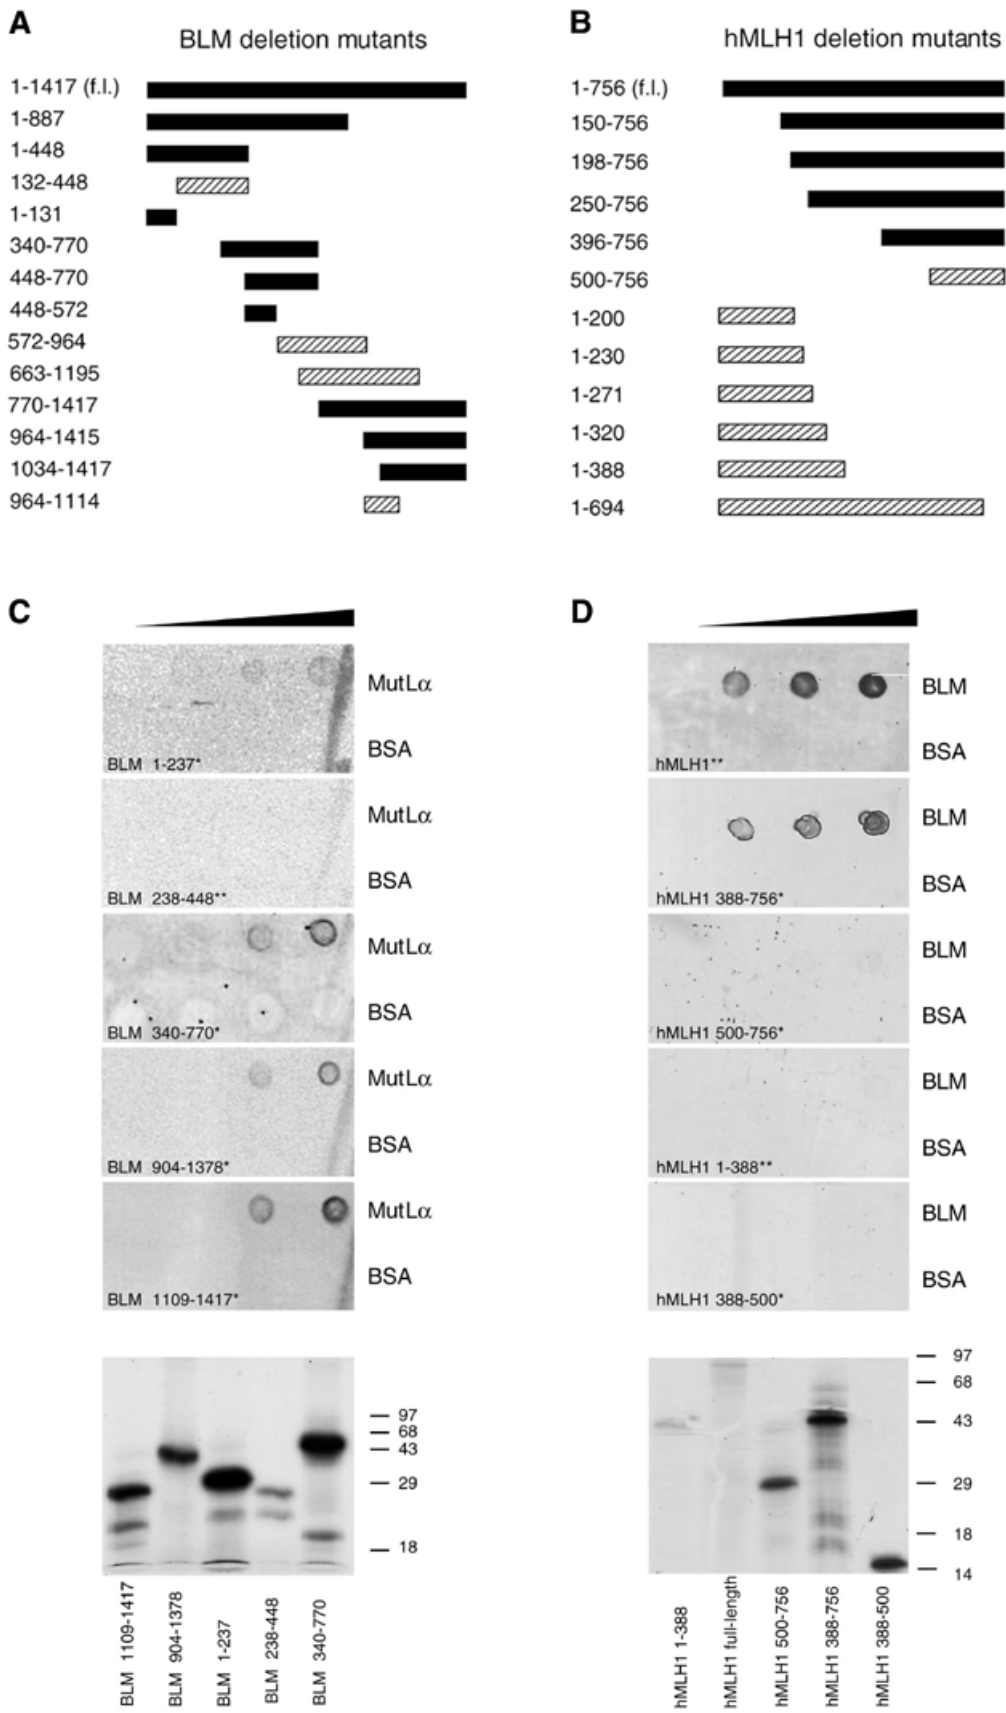 A
BLM deletion mutants
1-1417 (f.l.)
1-887
1-448
132-448
1-131
340-770
448-770
448-572
572-964
663-1195
770-1417
964-1415
1034-1417
964-1114
B
hMLH1 deletion mutants
1-756 (f.l.)
150-756
198-756
250-756
396-756
500-756
1-200
1-230
1-271
1-320
1-388
1-694
C
MutLα
BSA
BLM 1-237*
MutLα
BSA
BLM 238-448**
MutLα
BSA
BLM 340-770*
MutLα
BSA
BLM 904-1378*
MutLα
BSA
BLM 1109-1417*
97
68
43
29
18
BLM 1109-1417
BLM 904-1378
BLM 1-237
BLM 238-448
BLM 340-770
D
BLM
BSA
hMLH1**
BLM
BSA
hMLH1 388-756*
BLM
BSA
hMLH1 500-756*
BLM
BSA
hMLH1 1-388**
BLM
BSA
hMLH1 388-500*
97
68
43
29
18
14
hMLH1 1-388
hMLH1 full-length
hMLH1 500-756
hMLH1 388-756
hMLH1 388-500